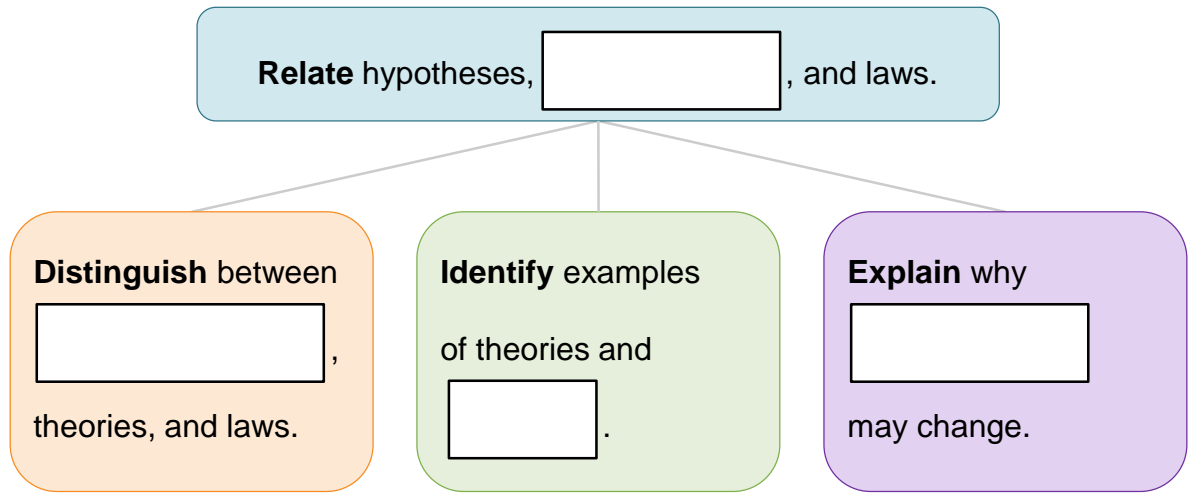 Relate hypotheses, , and laws.
Distinguish between
,
theories, and laws.
Identify examples
of theories and
.
Explain why
may change.